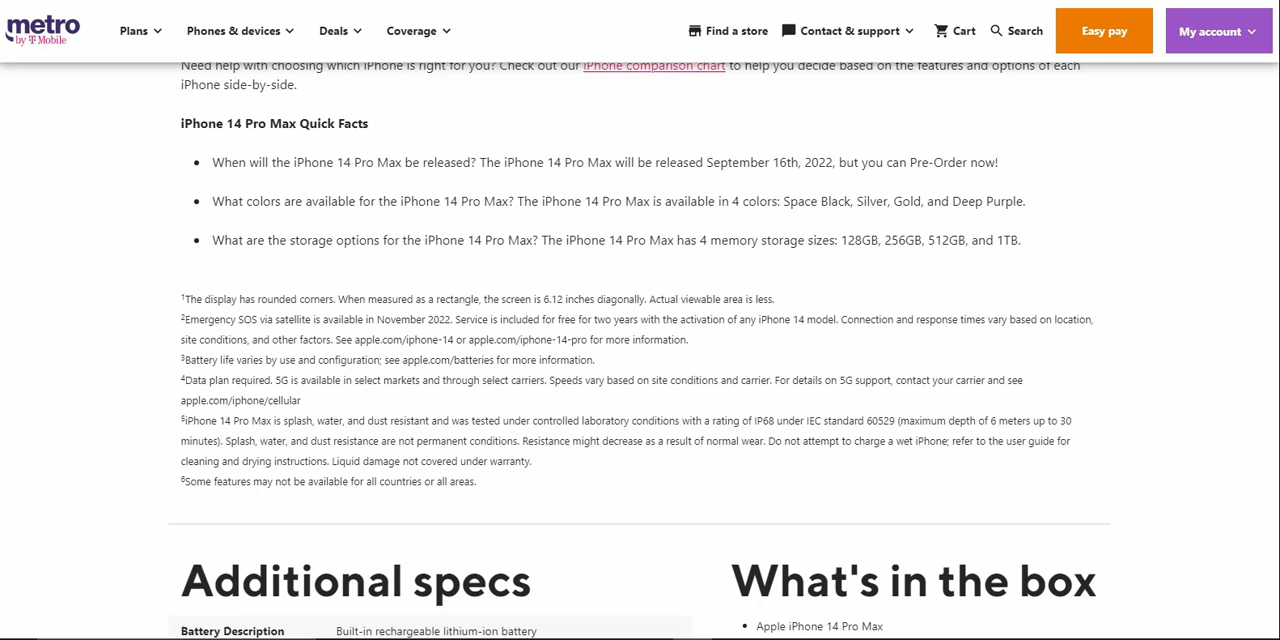 metro
by T Mobile
Plans
Phones & devices
Deals
Coverage
Find a store
Contact & support
Cart
Search
Easy pay
My account
Need help with choosing which iPhone is right for you? Check out our iPhone comparison chart to help you decide based on the features and options of each
iPhone side-by-side.
iPhone 14 Pro Max Quick Facts
• When will the iPhone 14 Pro Max be released? The iPhone 14 Pro Max will be released September 16th, 2022, but you can Pre-Order now!
• What colors are available for the iPhone 14 Pro Max? The iPhone 14 Pro Max is available in 4 colors: Space Black, Silver, Gold, and Deep Purple.
• What are the storage options for the iPhone 14 Pro Max? The iPhone 14 Pro Max has 4 memory storage sizes: 128GB, 256GB, 512GB, and 1TB.
¹The display has rounded corners. When measured as a rectangle, the screen is 6.12 inches diagonally. Actual viewable area is less.
²Emergency SOS via satellite is available in November 2022. Service is included for free for two years with the activation of any iPhone 14 model. Connection and response times vary based on location,
site conditions, and other factors. See apple.com/iphone-14 or apple.com/iphone-14-pro for more information.
³Battery life varies by use and configuration; see apple.com/batteries for more information.
⁴Data plan required. 5G is available in select markets and through select carriers. Speeds vary based on site conditions and carrier. For details on 5G support, contact your carrier and see
apple.com/iphone/cellular
⁵iPhone 14 Pro Max is splash, water, and dust resistant and was tested under controlled laboratory conditions with a rating of IP68 under IEC standard 60529 (maximum depth of 6 meters up to 30
minutes). Splash, water, and dust resistance are not permanent conditions. Resistance might decrease as a result of normal wear. Do not attempt to charge a wet iPhone; refer to the user guide for
cleaning and drying instructions. Liquid damage not covered under warranty.
⁶Some features may not be available for all countries or all areas.
Additional specs
Battery Description
Built-in rechargeable lithium-ion battery
What's in the box
• Apple iPhone 14 Pro Max